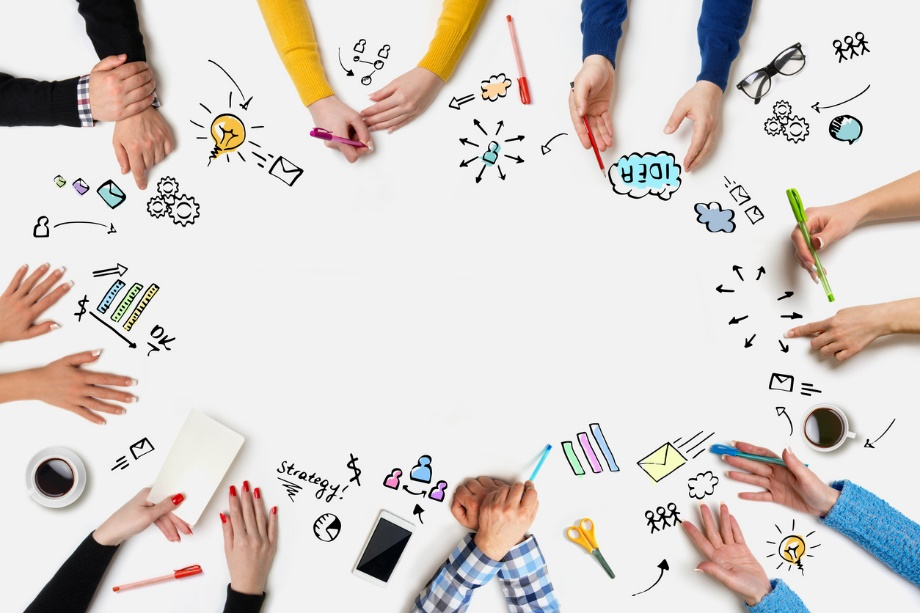 iDEA
$
OK
Strategy!
$